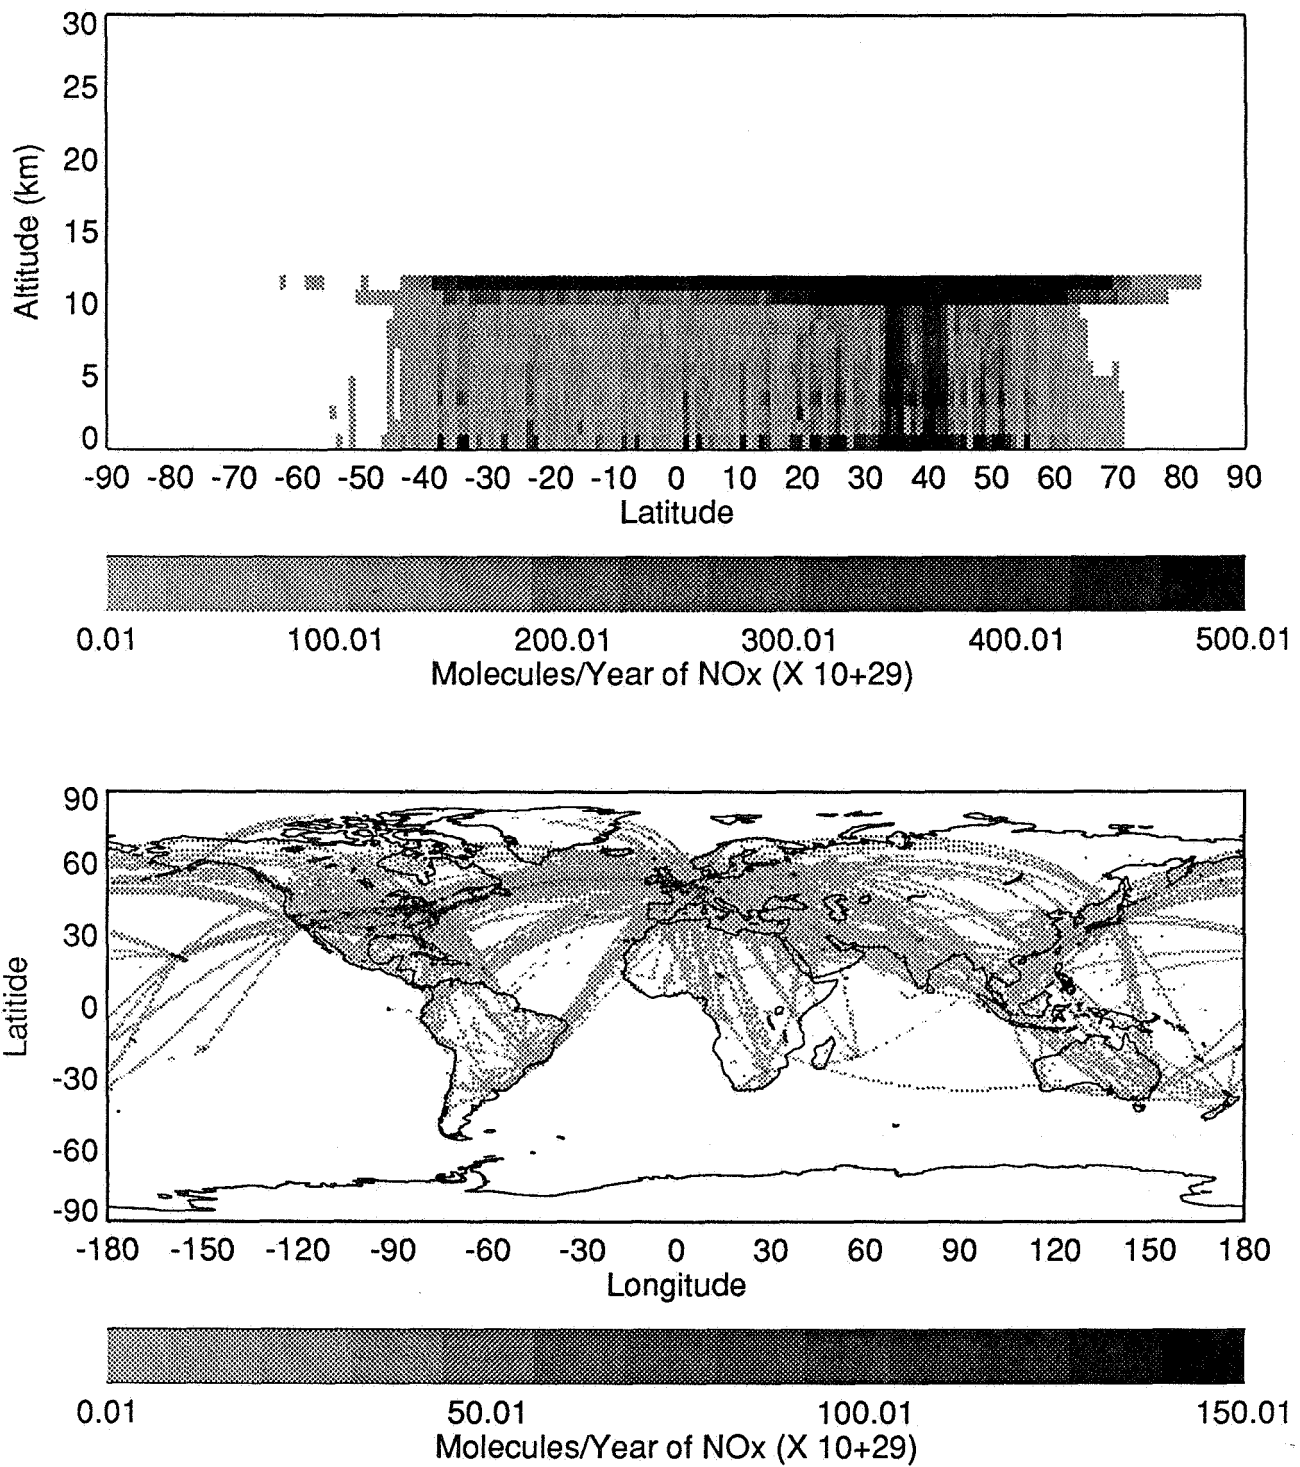 30
25
20
15
10
5
0
Altitude (km)
-90 -80 -70 -60 -50 -40 -30 -20 -10 0 10 20 30 40 50 60 70 80 90
Latitude
0.01 100.01 200.01 300.01 400.01 500.01
Molecules/Year of NOx (X 10+29)
90
60
30
0
-30
-60
-90
Latitide
-180 -150 -120 -90 -60 -30 0 30 60 90 120 150 180
Longitude
0.01 50.01 100.01 150.01
Molecules/Year of NOx (X 10+29)